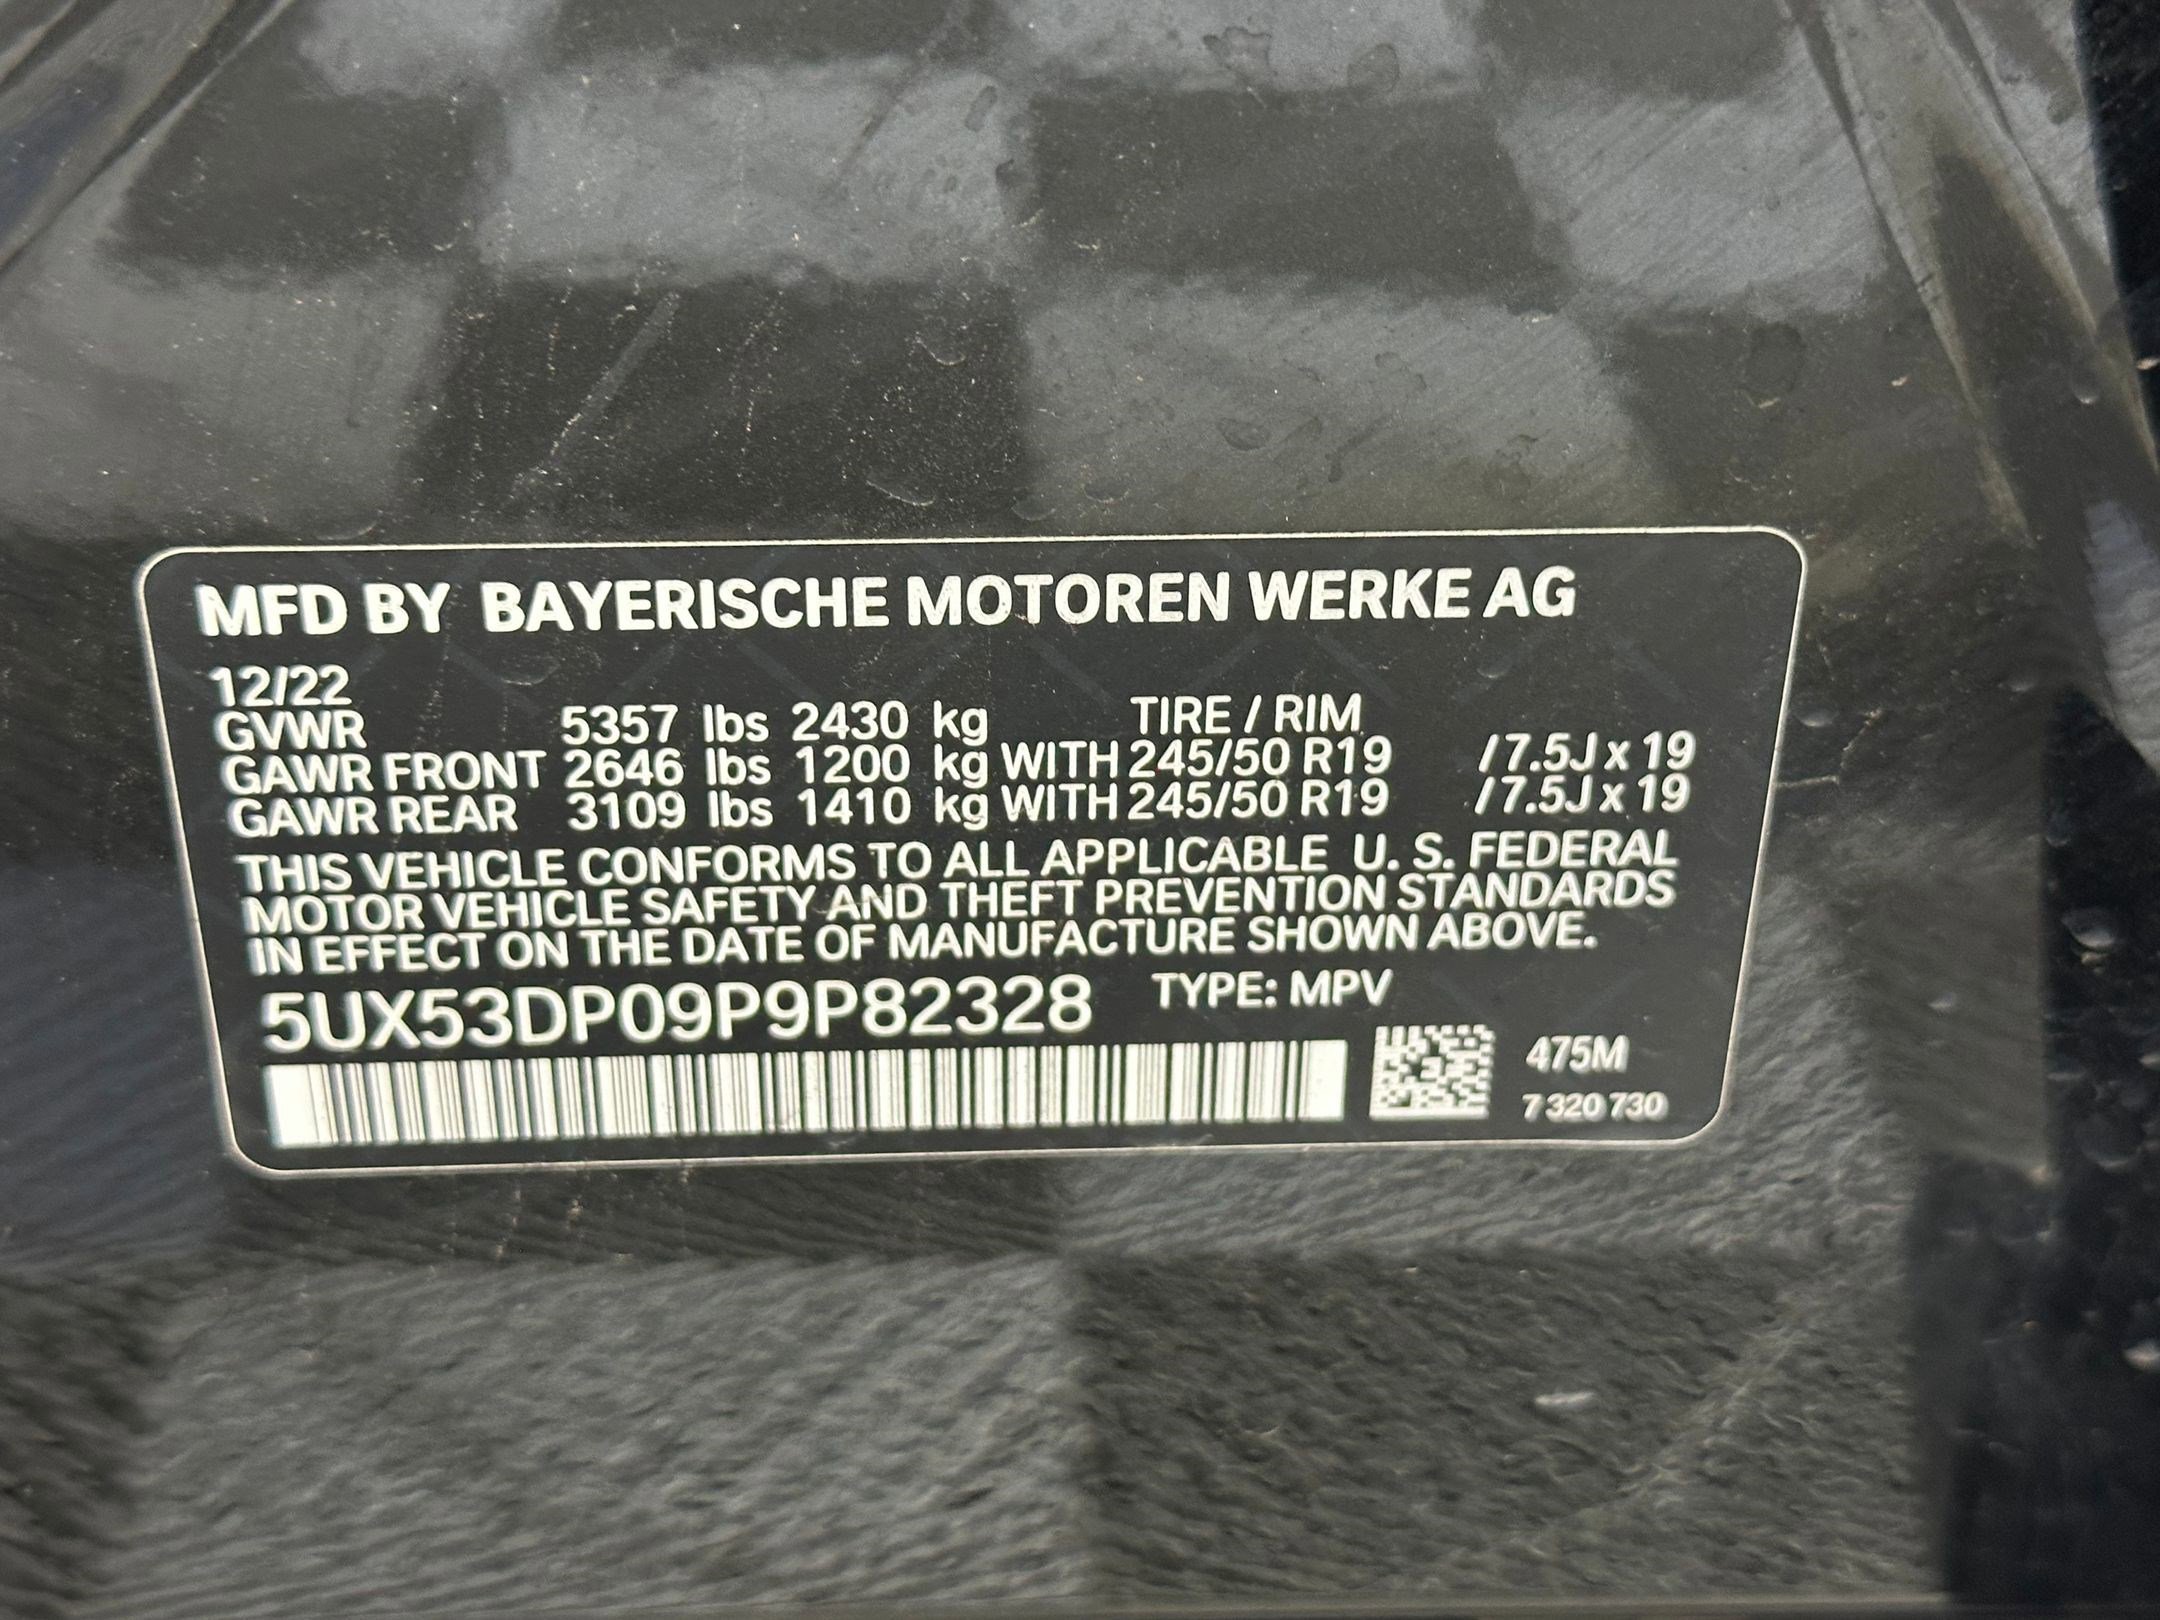 MFD BY BAYERISCHE MOTOREN WERKE AG
12/22
GVWR 5357 lbs 2430 kg TIRE / RIM
GAWR FRONT 2646 lbs 1200 kg WITH 245/50 R19 /7.5J x 19
GAWR REAR 3109 lbs 1410 kg WITH 245/50 R19 /7.5J x 19
THIS VEHICLE CONFORMS TO ALL APPLICABLE U. S. FEDERAL
MOTOR VEHICLE SAFETY AND THEFT PREVENTION STANDARDS
IN EFFECT ON THE DATE OF MANUFACTURE SHOWN ABOVE.
5UX53DP09P9P82328 TYPE: MPV
475M
7 320 730